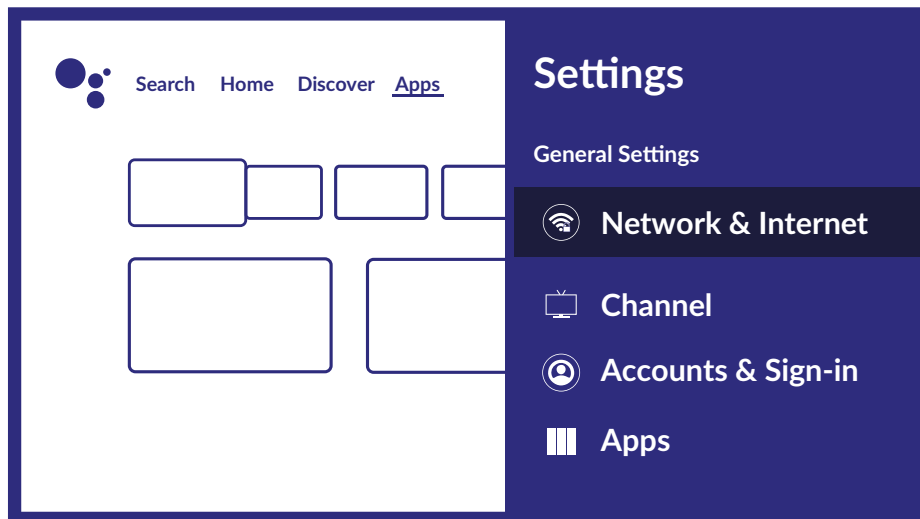 Search Home Discover Apps
Settings
General Settings
Network & Internet
Channel
Accounts & Sign-in
Apps